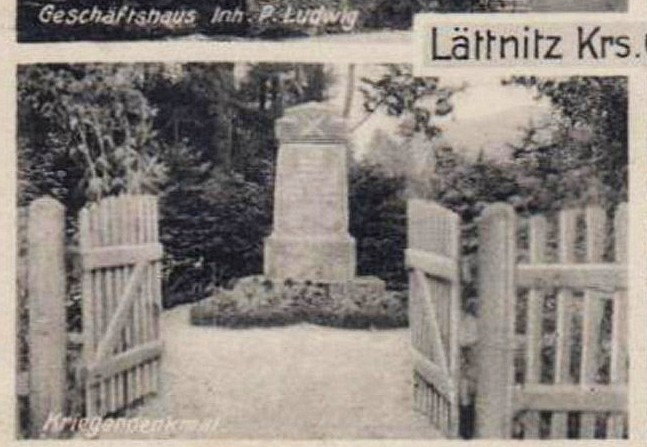 Geschäftshaus Inh. P. Ludwig
Lättnitz Krs.
Kriegerdenkmal.